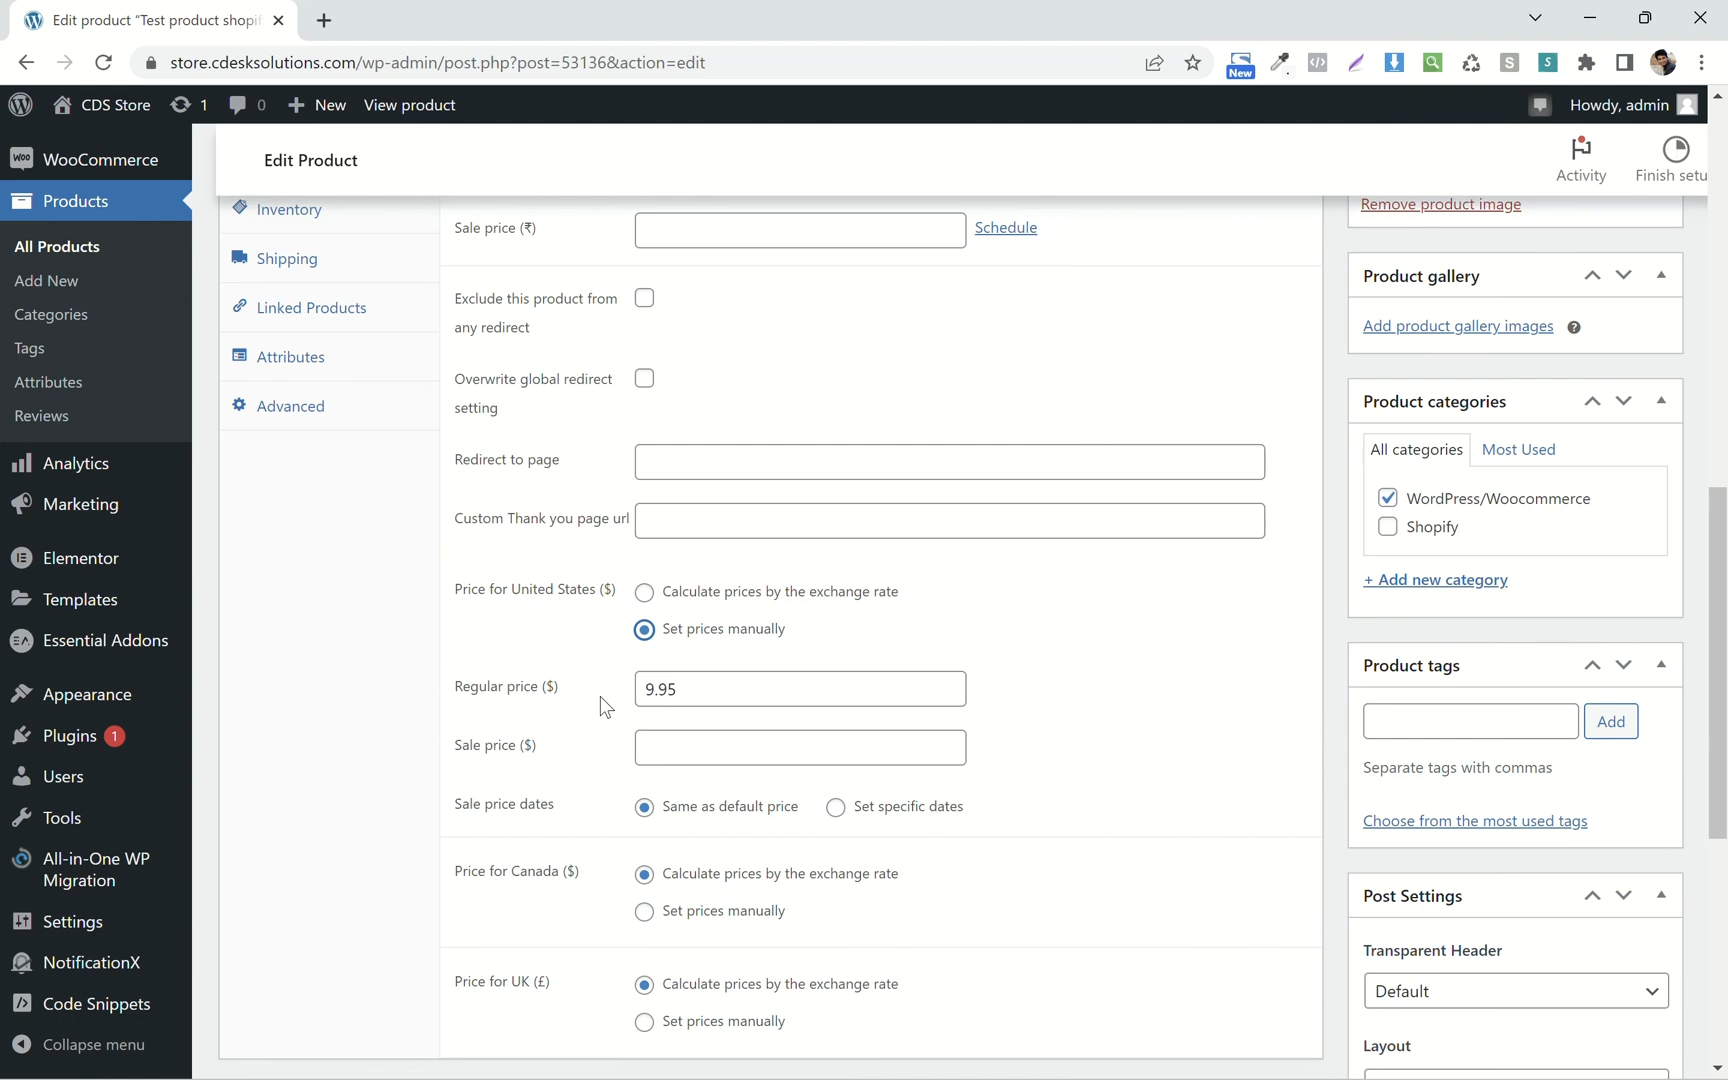 Edit product "Test product shopif
store.cdesksolutions.com/wp-admin/post.php?post=53136&action=edit
New
CDS Store 1 0 New View product
Howdy, admin
WooCommerce
Products
All Products
Add New
Categories
Tags
Attributes
Reviews
Analytics
Marketing
Elementor
Templates
Essential Addons
Appearance
Plugins 1
Users
Tools
All-in-One WP
Migration
Settings
NotificationX
Code Snippets
Collapse menu
Edit Product
Activity
Finish setu
Inventory
Shipping
Linked Products
Attributes
Advanced
Sale price (₹)
Schedule
Exclude this product from
any redirect
Overwrite global redirect
setting
Redirect to page
Custom Thank you page url
Price for United States ($)
Calculate prices by the exchange rate
Set prices manually
Regular price ($)
9.95
Sale price ($)
Sale price dates
Same as default price
Set specific dates
Price for Canada ($)
Calculate prices by the exchange rate
Set prices manually
Price for UK (£)
Calculate prices by the exchange rate
Set prices manually
Remove product image
Product gallery
Add product gallery images ?
Product categories
All categories
Most Used
WordPress/Woocommerce
Shopify
+ Add new category
Product tags
Add
Separate tags with commas
Choose from the most used tags
Post Settings
Transparent Header
Default
Layout